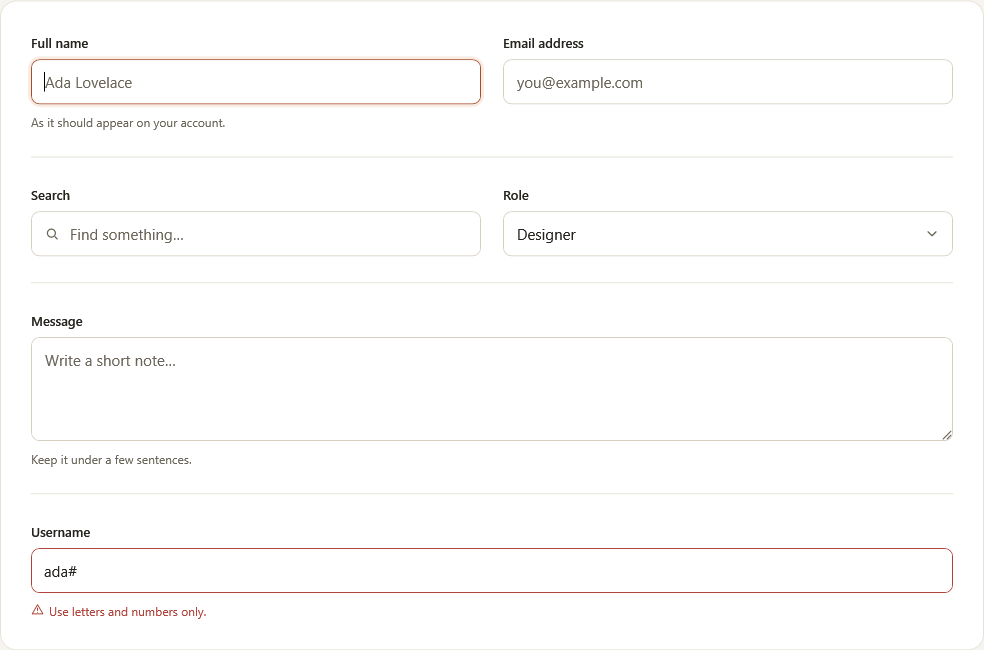 Full name
Email address
Ada Lovelace
you@example.com
As it should appear on your account.
Search
Role
Find something...
Designer
Message
Write a short note...
Keep it under a few sentences.
Username
ada#
Use letters and numbers only.